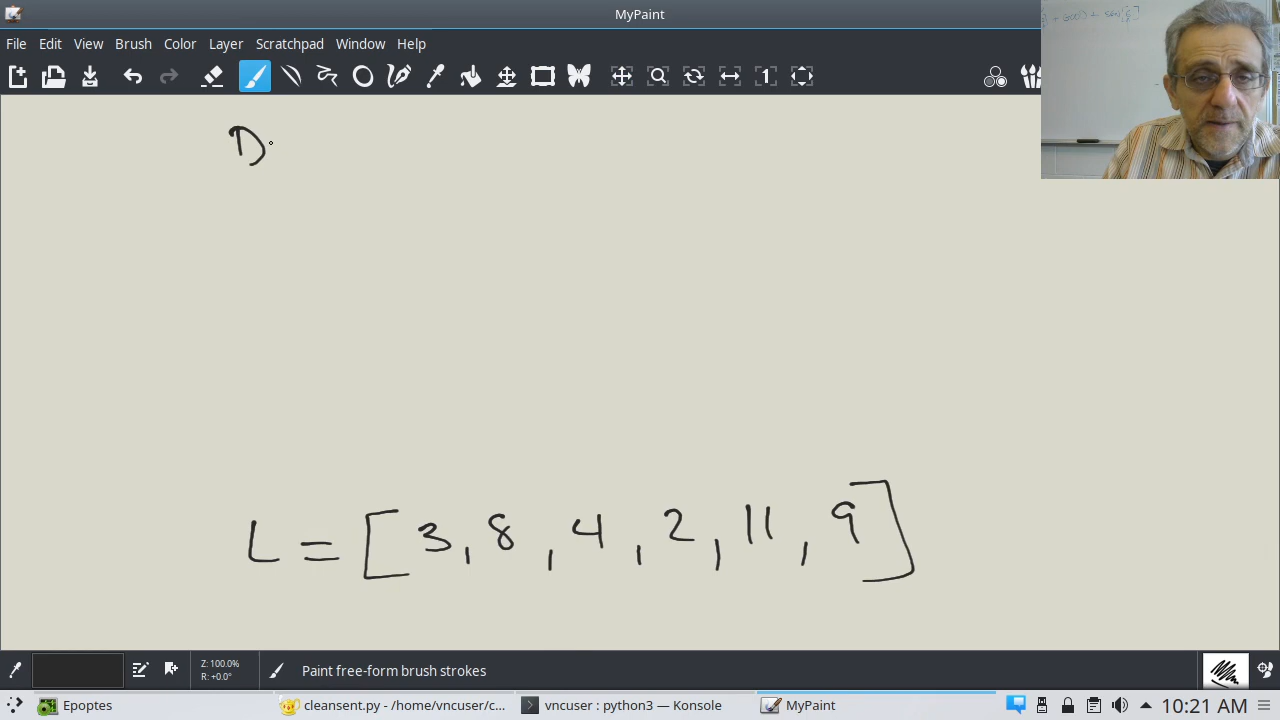 MyPaint
File Edit View Brush Color Layer Scratchpad Window Help
D
L = [3, 8, 4, 2, 11, 9]
Z: 100.0%
R: +0.0°
Paint free-form brush strokes
Epoptes cleansent.py - /home/vncuser/c... vncuser : python3 — Konsole MyPaint 10:21 AM